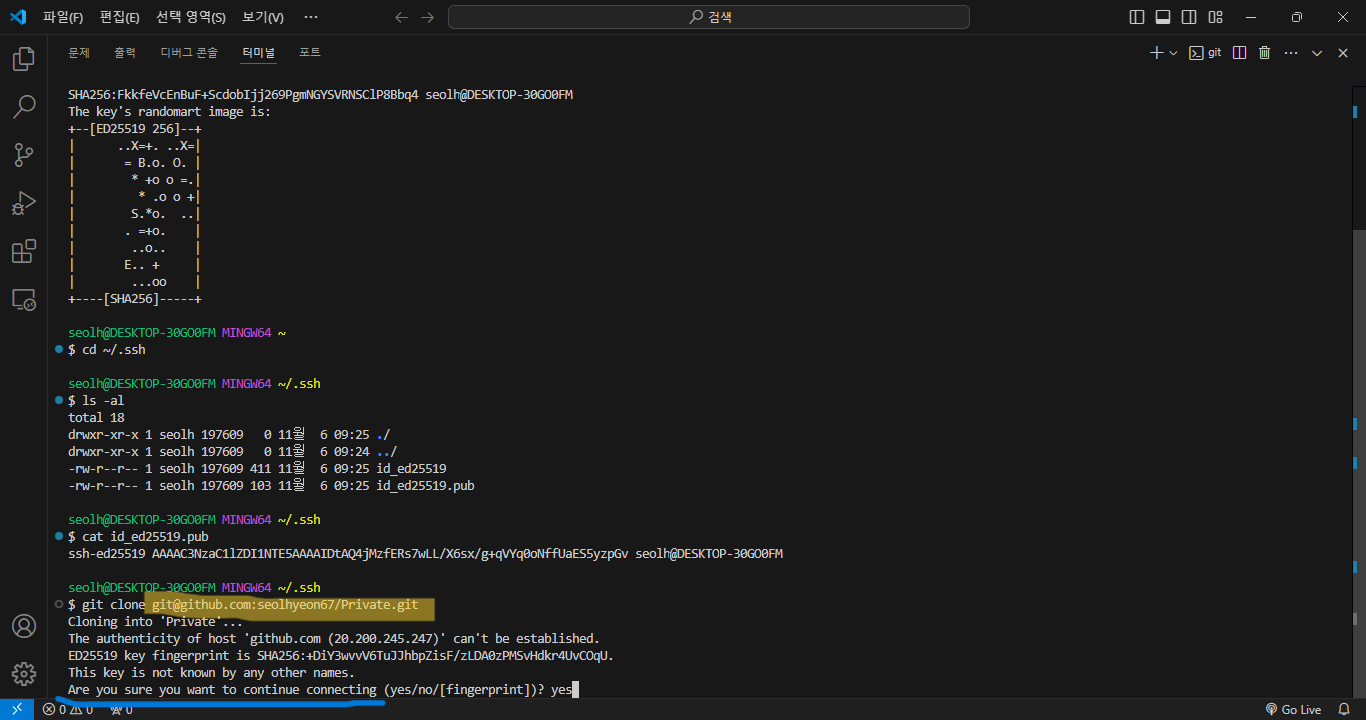 파일(F) 편집(E) 선택 영역(S) 보기(V) ··· 검색
문제 출력 디버그 콘솔 터미널 포트 git
SHA256:FkkfeVcEnBuF+ScdobIjj269PgmNGYSVRNSClP8Bbq4 seolh@DESKTOP-30GO0FM
The key's randomart image is:
+--[ED25519 256]--+
|      ..X=+. ..X=|
|       = B.o. O. |
|        * +o o =.|
|         * .o o +|
|        S.*o.  ..|
|       . =+o.    |
|        ..o..    |
|       E.. +     |
|        ...oo    |
+----[SHA256]-----+
seolh@DESKTOP-30GO0FM MINGW64 ~
$ cd ~/.ssh
seolh@DESKTOP-30GO0FM MINGW64 ~/.ssh
$ ls -al
total 18
drwxr-xr-x 1 seolh 197609   0 11월  6 09:25 ./
drwxr-xr-x 1 seolh 197609   0 11월  6 09:24 ../
-rw-r--r-- 1 seolh 197609 411 11월  6 09:25 id_ed25519
-rw-r--r-- 1 seolh 197609 103 11월  6 09:25 id_ed25519.pub
seolh@DESKTOP-30GO0FM MINGW64 ~/.ssh
$ cat id_ed25519.pub
ssh-ed25519 AAAAC3NzaC1lZDI1NTE5AAAAIDtAQ4jMzfERs7wLL/X6sx/g+qVYq0oNffUaES5yzpGv seolh@DESKTOP-30GO0FM
seolh@DESKTOP-30GO0FM MINGW64 ~/.ssh
$ git clone git@github.com:seolhyeon67/Private.git
Cloning into 'Private'...
The authenticity of host 'github.com (20.200.245.247)' can't be established.
ED25519 key fingerprint is SHA256:+DiY3wvvV6TuJJhbpZisF/zLDA0zPMSvHdkr4UvCOqU.
This key is not known by any other names.
Are you sure you want to continue connecting (yes/no/[fingerprint])? yes
0 0 0 Go Live